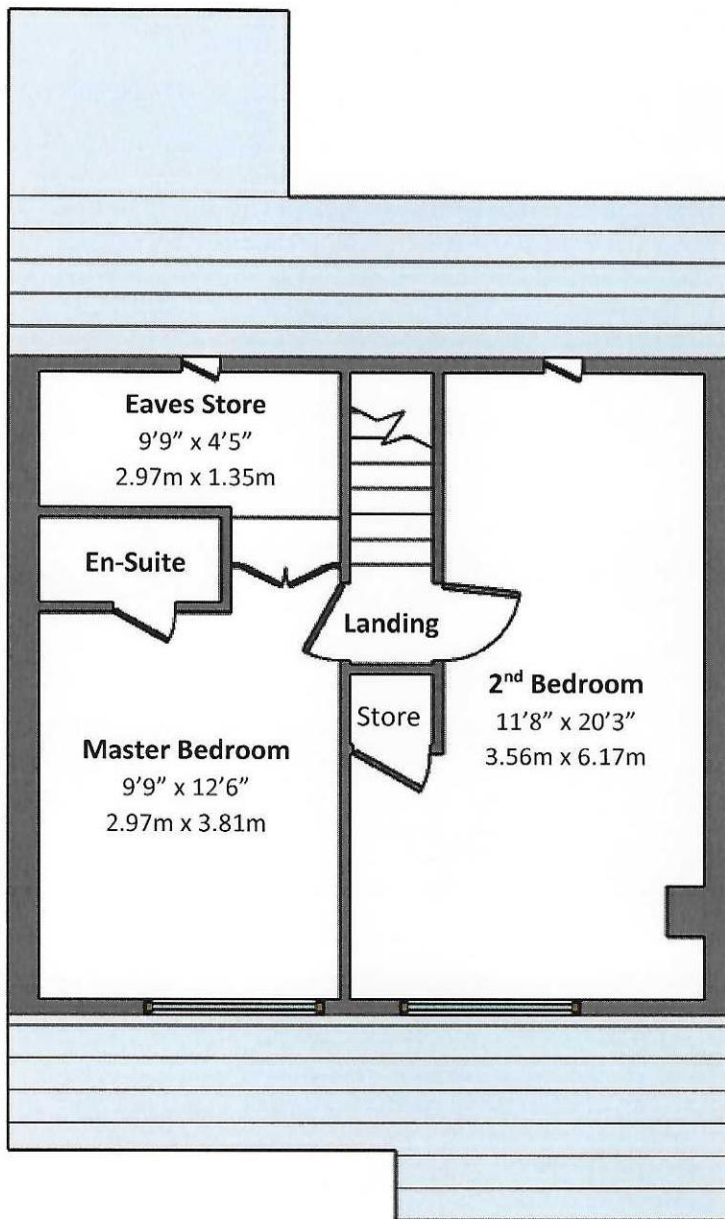 Eaves Store
9’9” x 4’5”
2.97m x 1.35m
En-Suite
Landing
2nd Bedroom
11’8” x 20’3”
3.56m x 6.17m
Store
Master Bedroom
9’9” x 12’6”
2.97m x 3.81m